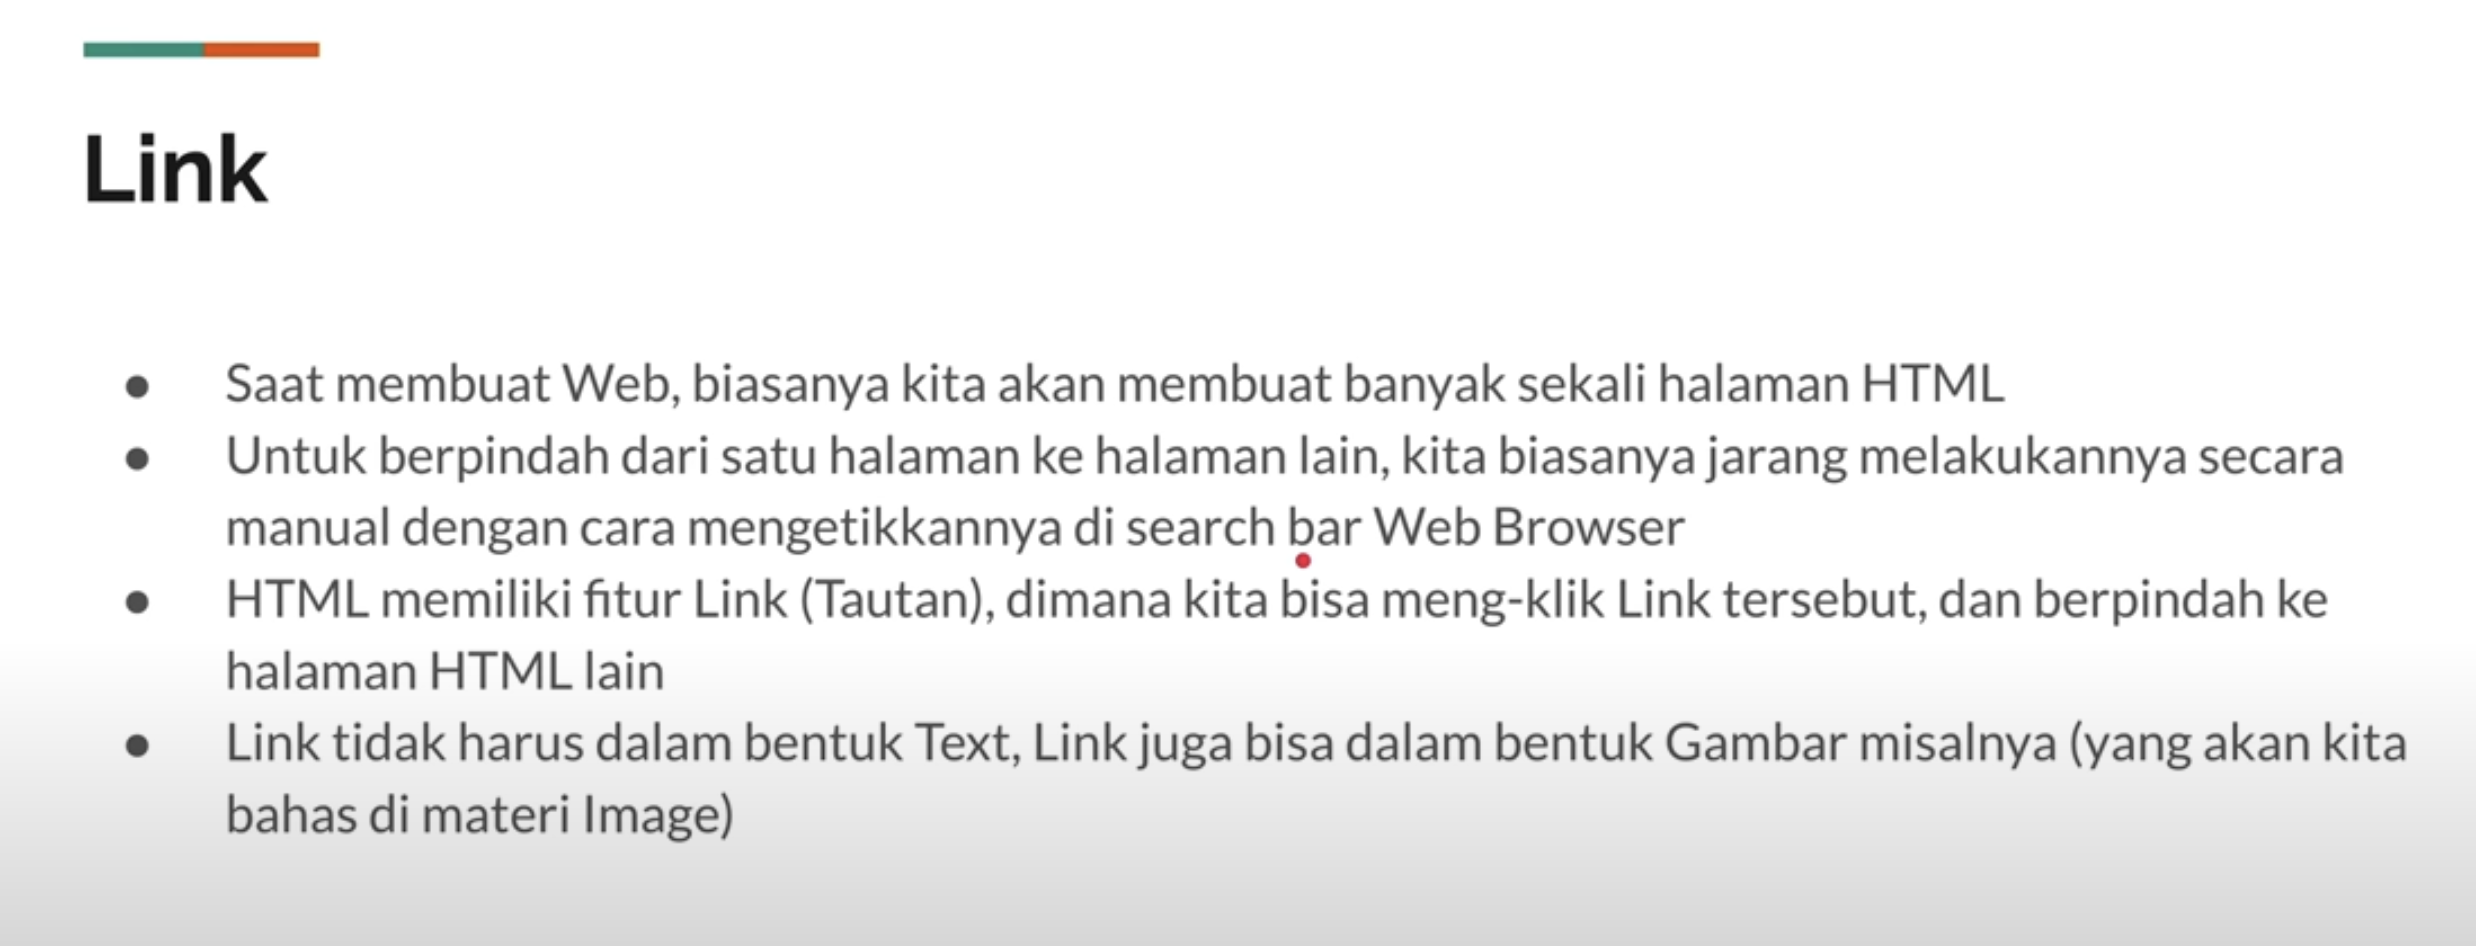 Link
● Saat membuat Web, biasanya kita akan membuat banyak sekali halaman HTML
● Untuk berpindah dari satu halaman ke halaman lain, kita biasanya jarang melakukannya secara
manual dengan cara mengetikkannya di search bar Web Browser
● HTML memiliki fitur Link (Tautan), dimana kita bisa meng-klik Link tersebut, dan berpindah ke
halaman HTML lain
● Link tidak harus dalam bentuk Text, Link juga bisa dalam bentuk Gambar misalnya (yang akan kita
bahas di materi Image)